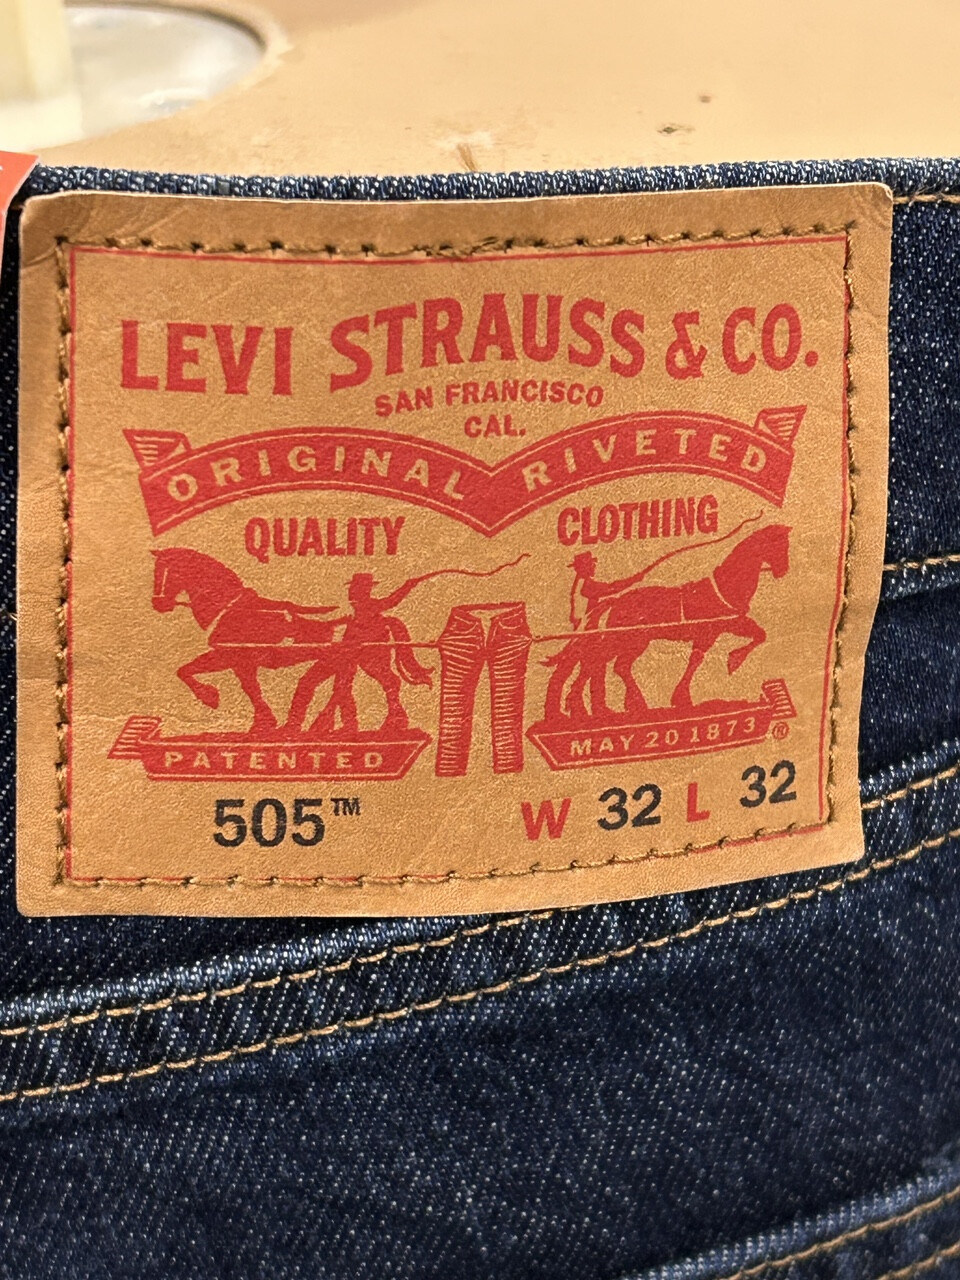 LEVI STRAUSS & CO.
SAN FRANCISCO
CAL.
ORIGINAL RIVETED
QUALITY CLOTHING
PATENTED MAY 20 1873 ®
505™ W 32 L 32